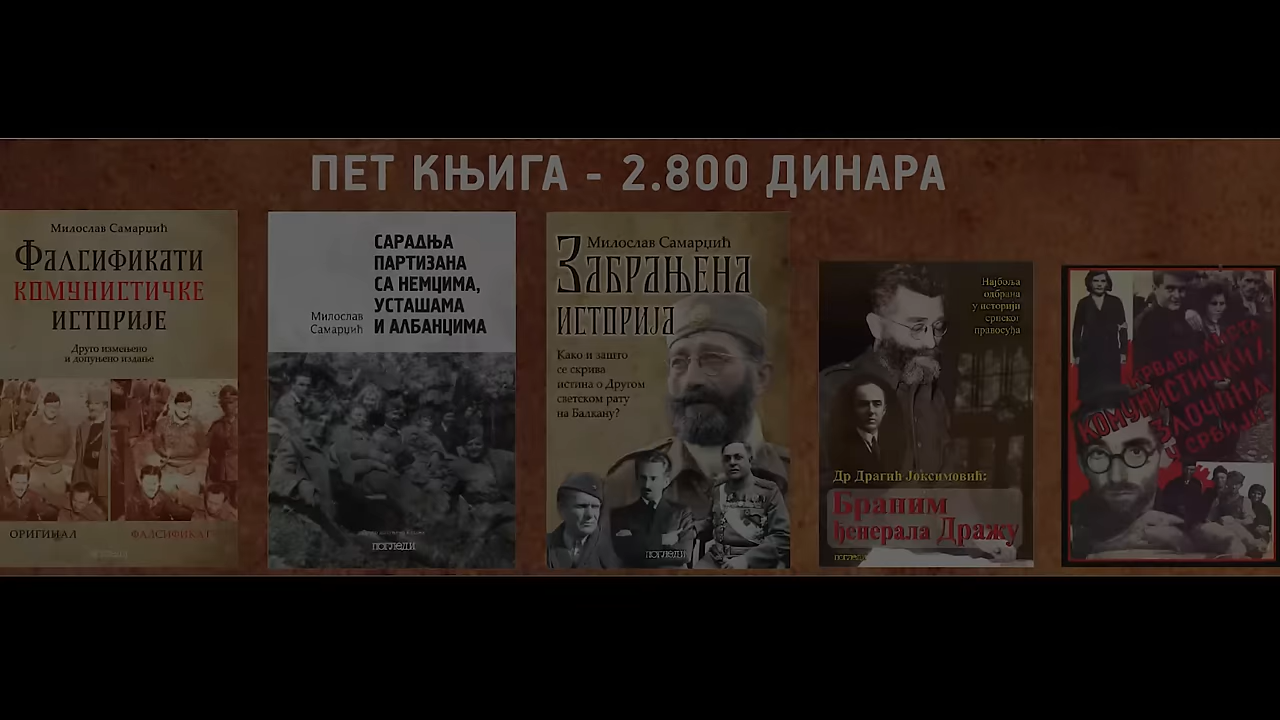 ПЕТ КЊИГА - 2.800 ДИНАРА
Милослав Самарџић
ФАЛСИФИКАТИ
КОМУНИСТИЧКЕ
ИСТОРИЈЕ
Друго измењено
и допуњено издање
ОРИГИНАЛ
ФАЛСИФИКАТ
САРАДЊА
ПАРТИЗАНА
СА НЕМЦИМА,
УСТАШАМА
И АЛБАНЦИМА
Милослав
Самарџић
ПОГЛЕДИ
Милослав Самарџић
ЗАБРАЊЕНА
ИСТОРИЈА
Како и зашто
се скрива
истина о Другом
светском рату
на Балкану?
ПОГЛЕДИ
Најбоља
одбрана
у историји
српског
правосуђа
Др Драгић Јоксимовић:
Браним
ђенерала Дражу
ПОГЛЕДИ
КРВАВА ЛИСТА
КОМУНИСТИЧКИ/
ЗЛОЧИНА
У СРБИЈИ